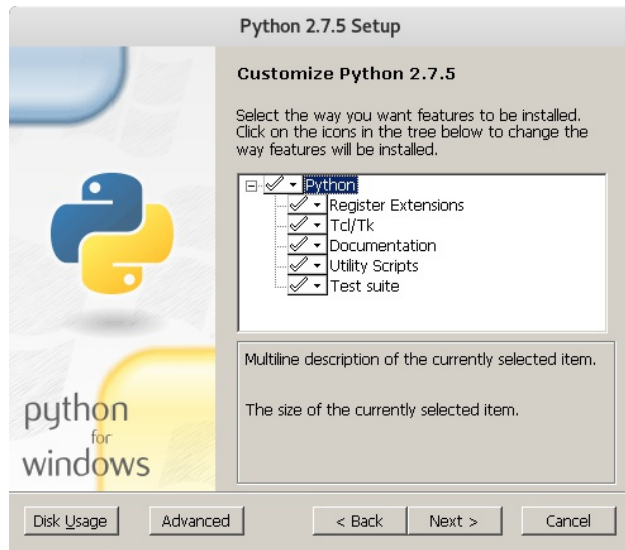 Python 2.7.5 Setup
Customize Python 2.7.5
Select the way you want features to be installed.
Click on the icons in the tree below to change the
way features will be installed.
Python
Register Extensions
Tcl/Tk
Documentation
Utility Scripts
Test suite
Multiline description of the currently selected item.
The size of the currently selected item.
python
for
windows
Disk Usage
Advanced
< Back
Next >
Cancel